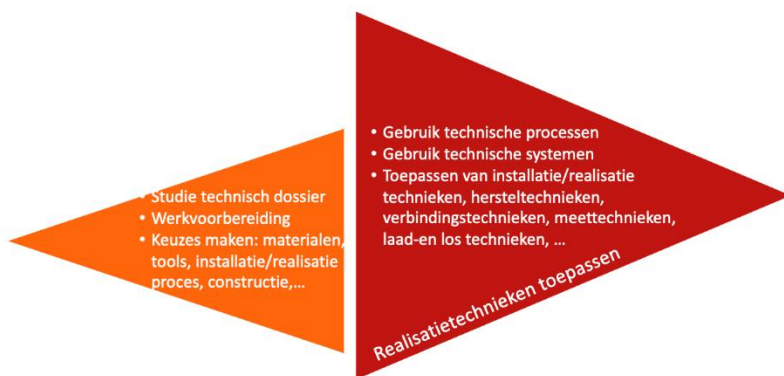 • Studie technisch dossier
• Werkvoorbereiding
• Keuzes maken: materialen,
tools, installatie/realisatie
proces, constructie,...
• Gebruik technische processen
• Gebruik technische systemen
• Toepassen van installatie/realisatie
technieken, hersteltechnieken,
verbindingstechnieken, meettechnieken,
laad-en los technieken, ...
Realisatietechnieken toepassen